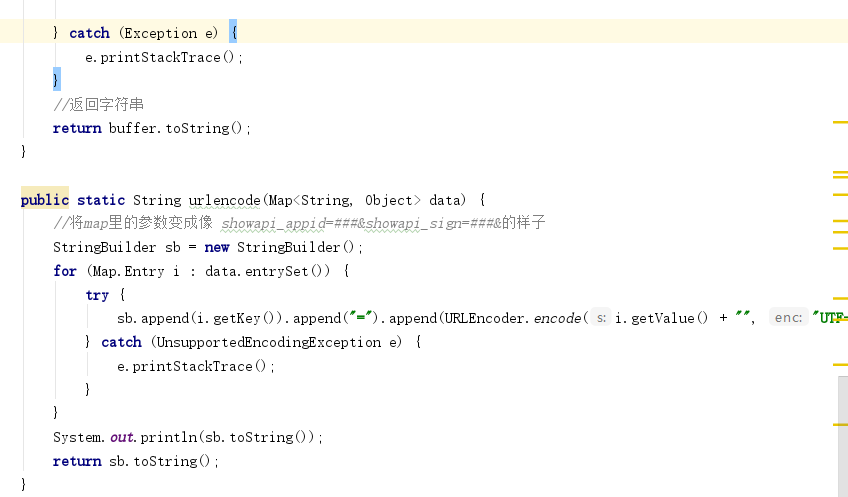 } catch (Exception e) {
e.printStackTrace();
}
//返回字符串
return buffer.toString();
}
public static String urlencode(Map<String, Object> data) {
//将map里的参数变成像 showapi_appid=###&showapi_sign=###&的样子
StringBuilder sb = new StringBuilder();
for (Map.Entry i : data.entrySet()) {
try {
sb.append(i.getKey()).append("=").append(URLEncoder.encode( s: i.getValue() + "", enc: "UTF-
} catch (UnsupportedEncodingException e) {
e.printStackTrace();
}
}
System.out.println(sb.toString());
return sb.toString();
}